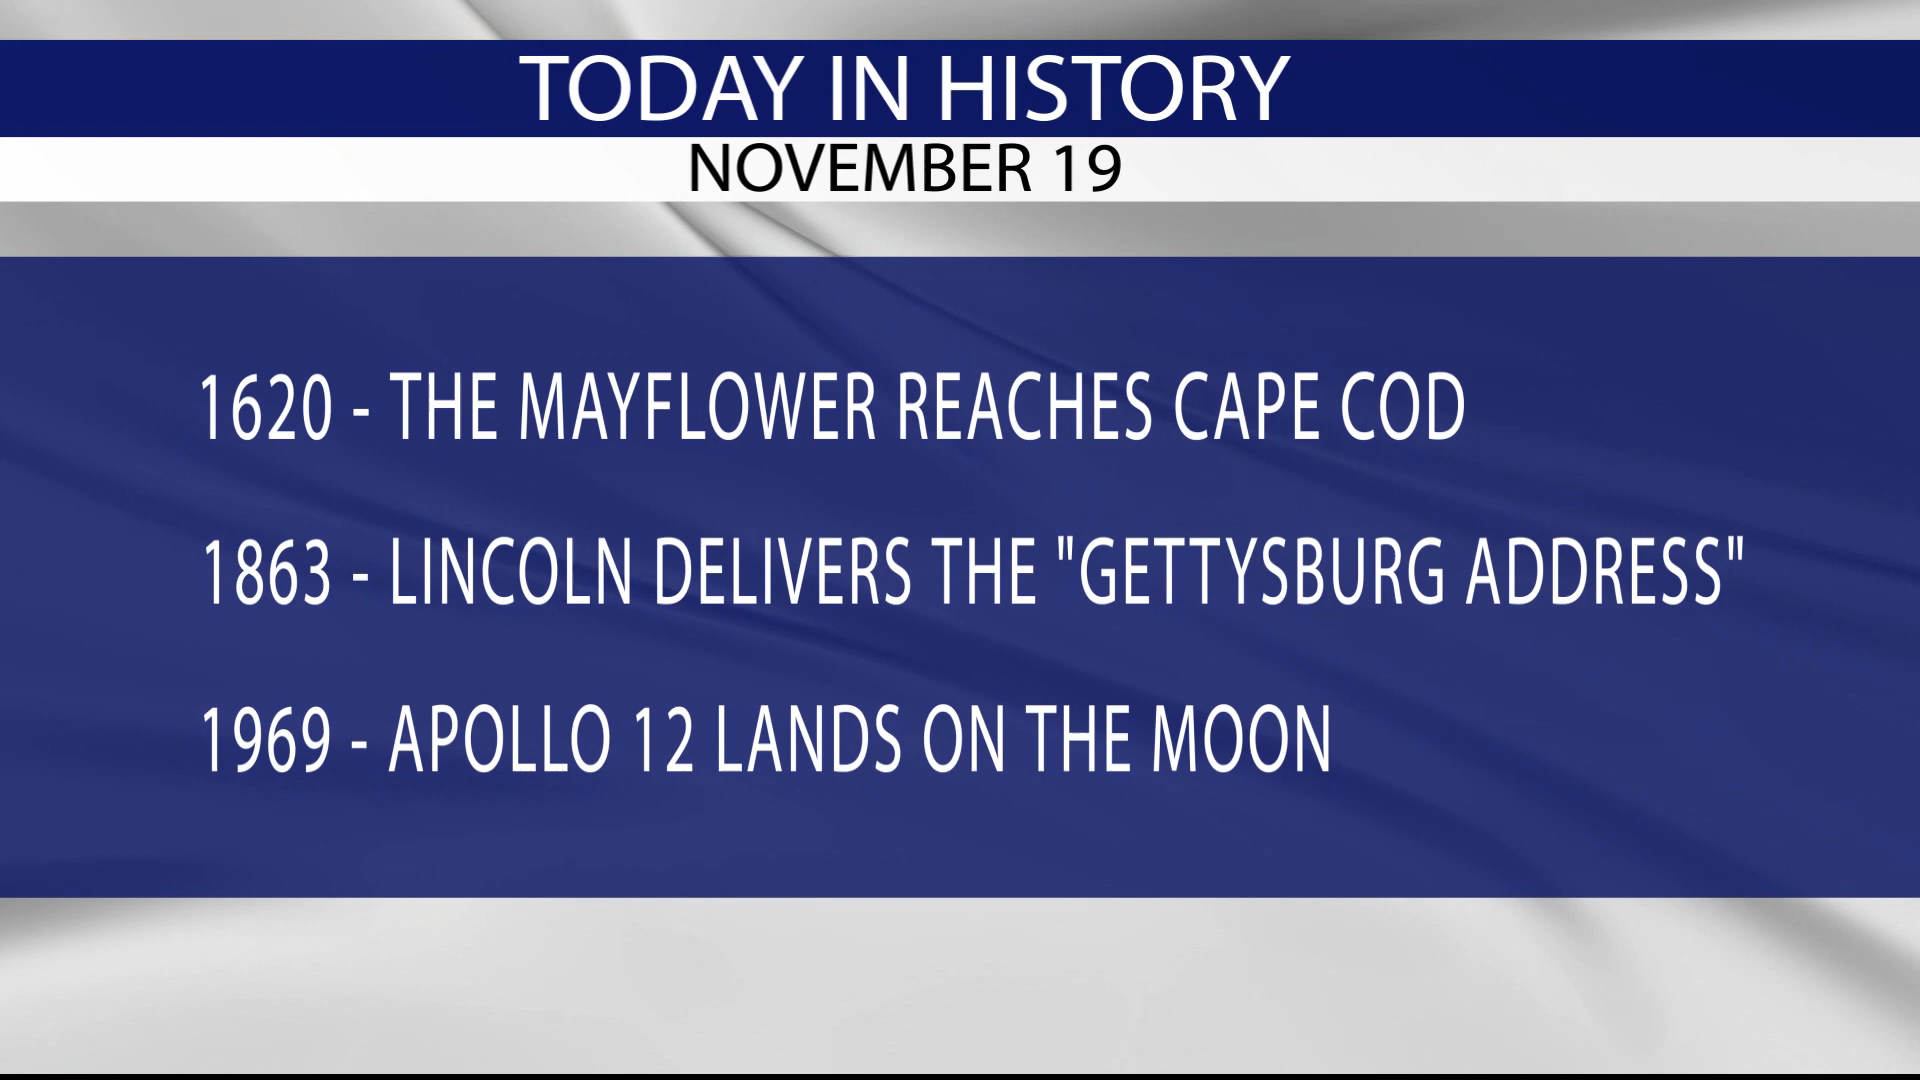 TODAY IN HISTORY
NOVEMBER 19
1620 - THE MAYFLOWER REACHES CAPE COD
1863 - LINCOLN DELIVERS THE "GETTYSBURG ADDRESS"
1969 - APOLLO 12 LANDS ON THE MOON